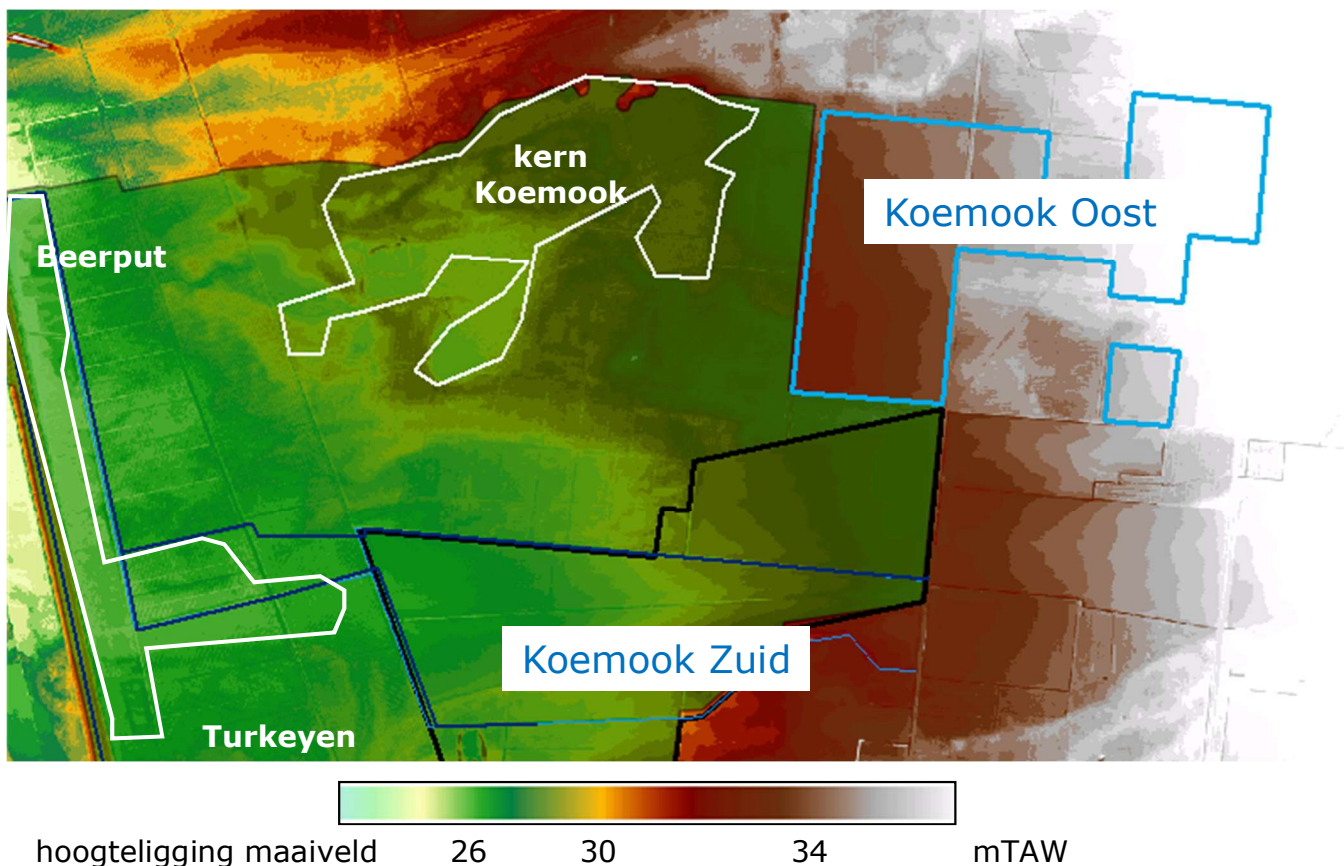 kern
Koemook
Koemook Oost
Beerput
Koemook Zuid
Turkeyen
hoogteligging maaiveld 26 30 34 mTAW